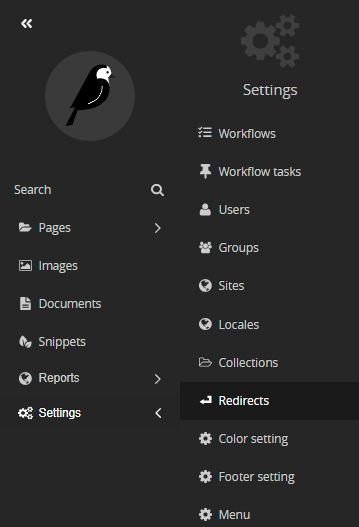 Search
Pages
Images
Documents
Snippets
Reports
Settings
Settings
Workflows
Workflow tasks
Users
Groups
Sites
Locales
Collections
Redirects
Color setting
Footer setting
Menu